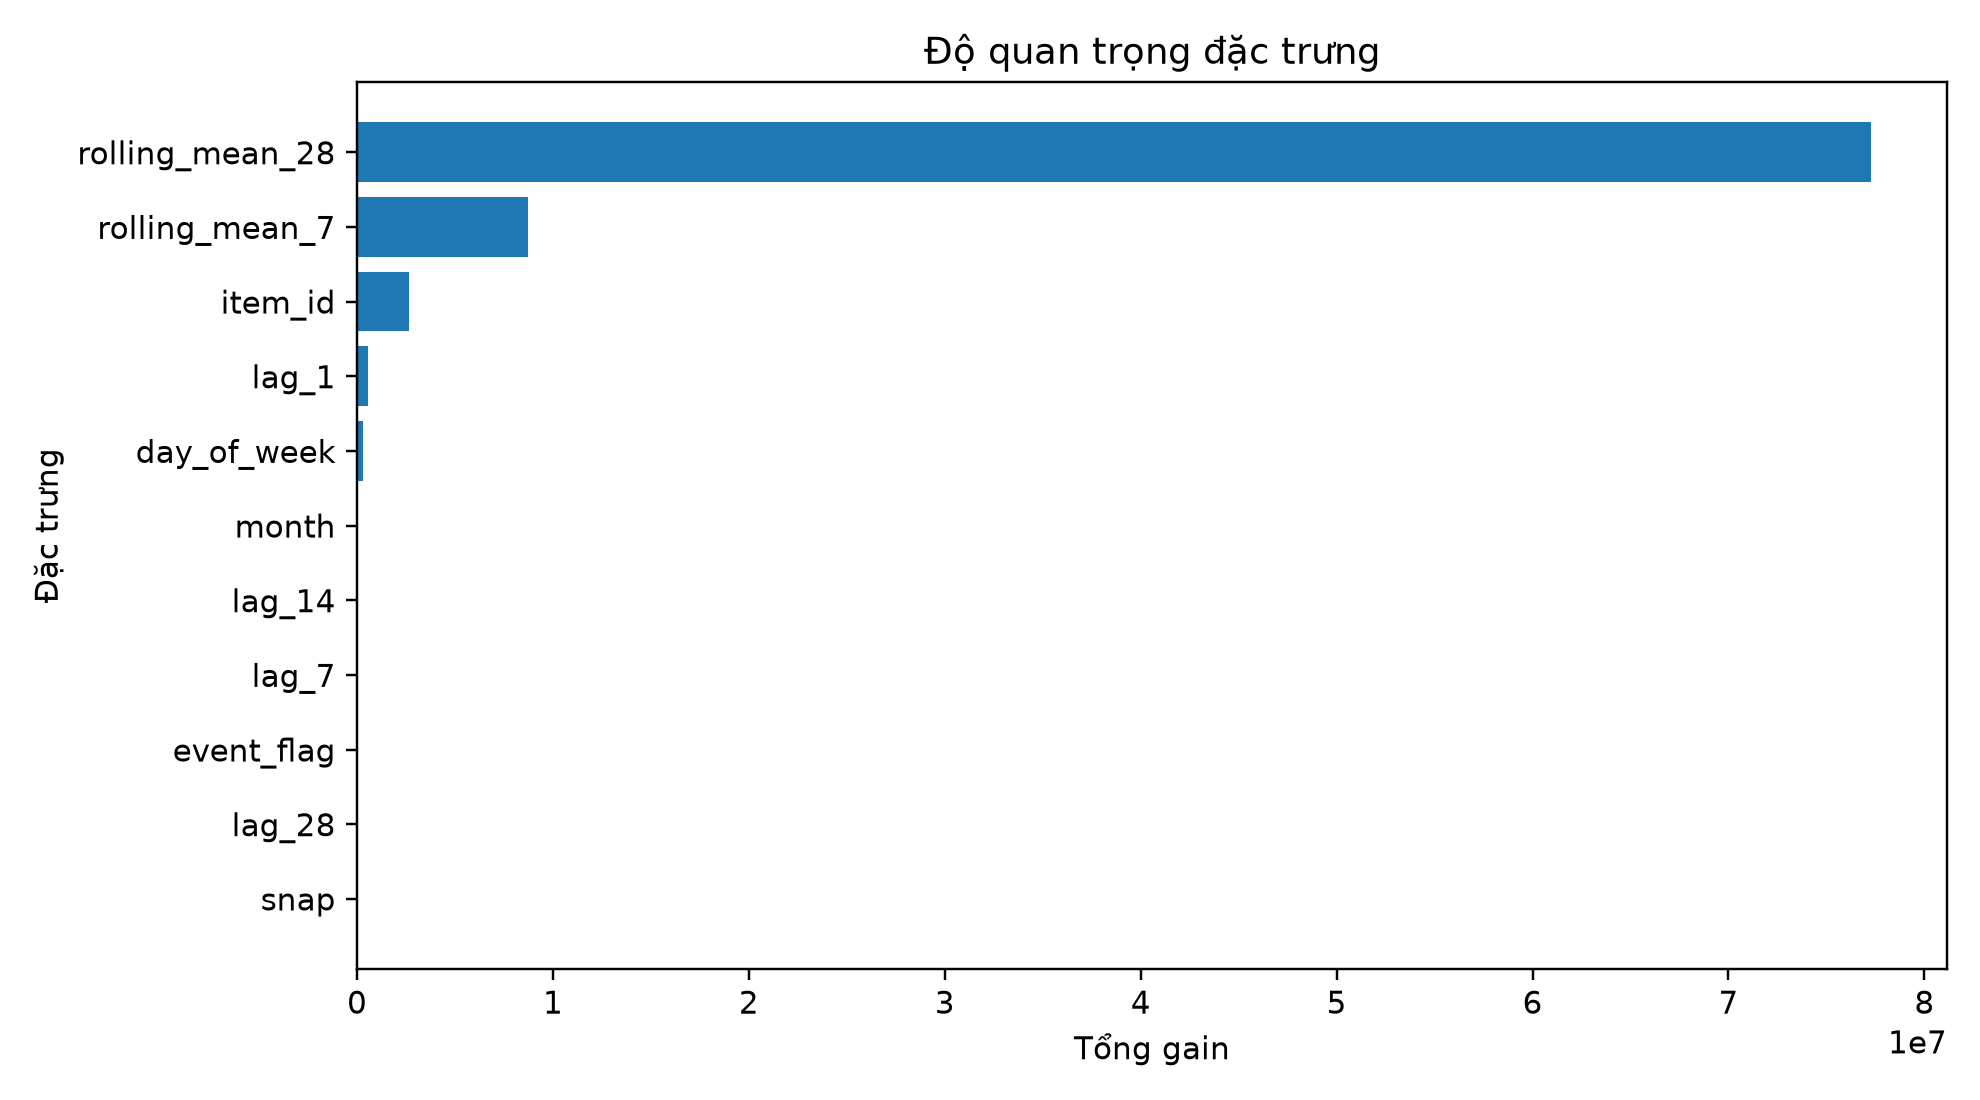 Độ quan trọng đặc trưng
rolling_mean_28
rolling_mean_7
item_id
lag_1
day_of_week
month
lag_14
lag_7
event_flag
lag_28
snap
Đặc trưng
0 1 2 3 4 5 6 7 8
1e7
Tổng gain